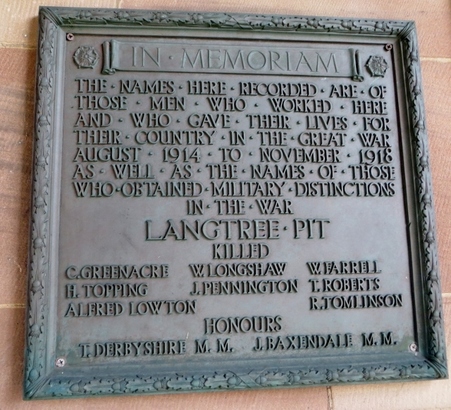 IN · MEMORIAM
THE · NAMES · HERE · RECORDED · ARE · OF
THOSE · MEN · WHO · WORKED · HERE
AND · WHO · GAVE · THEIR · LIVES · FOR
THEIR · COUNTRY · IN · THE · GREAT · WAR
AUGUST · 1914 · TO · NOVEMBER · 1918
AS · WELL · AS · THE · NAMES · OF · THOSE
WHO · OBTAINED · MILITARY · DISTINCTIONS
IN · THE · WAR
LANGTREE · PIT
KILLED
C. GREENACRE W. LONGSHAW W. FARRELL
H. TOPPING J. PENNINGTON T. ROBERTS
ALFRED LOWTON R. TOMLINSON
HONOURS
T. DERBYSHIRE M. M. J. BAXENDALE M. M.